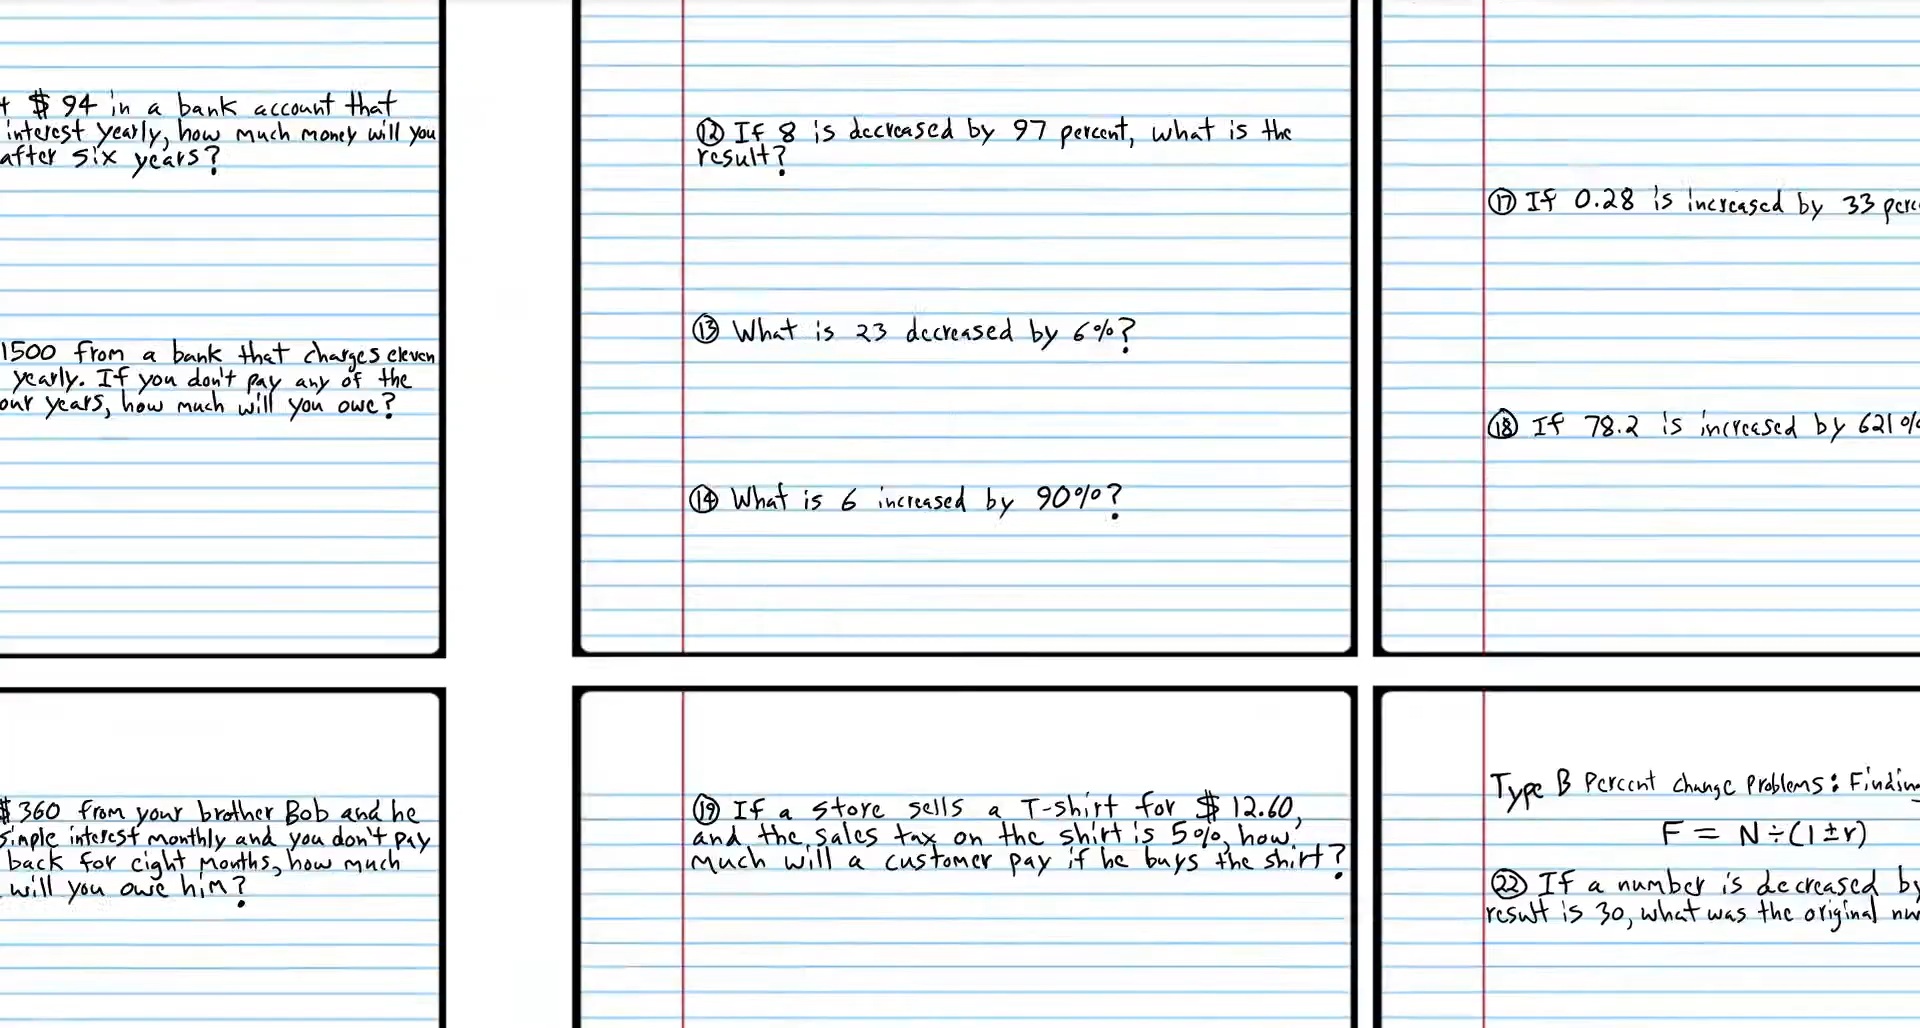 $ 94 in a bank account that
interest yearly, how much money will you
after six years?
1500 from a bank that charges eleven
yearly. If you don't pay any of the
our years, how much will you owe?
⑫ If 8 is decreased by 97 percent, what is the
result?
⑬ What is 23 decreased by 6%?
⑭ What is 6 increased by 90%?
⑰ If 0.28 is increased by 33 perc
⑱ If 78.2 is increased by 621%
$360 from your brother Bob and he
simple interest monthly and you don't pay
back for eight months, how much
will you owe him?
⑲ If a store sells a T-shirt for $ 12.60,
and the sales tax on the shirt is 5%, how
much will a customer pay if he buys the shirt?
Type B Percent Change Problems: Finding
F = N÷(1±r)
㉒ If a number is decreased by
result is 30, what was the original nu